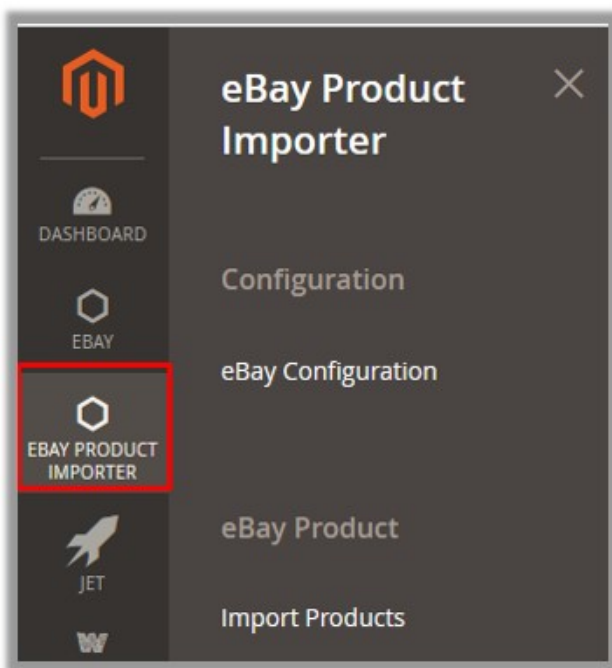 eBay Product
Importer
DASHBOARD
EBAY
EBAY PRODUCT
IMPORTER
JET
Configuration
eBay Configuration
eBay Product
Import Products